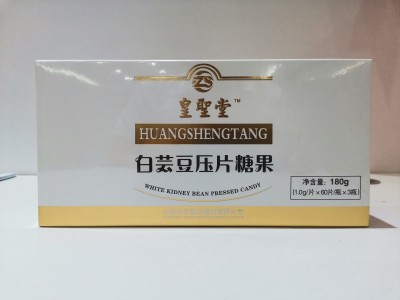 ZS
皇聖堂™
HUANGSHENGTANG
白芸豆压片糖果
WHITE KIDNEY BEAN PRESSED CANDY
净含量：180g
(1.0g/片×60片/瓶×3瓶)